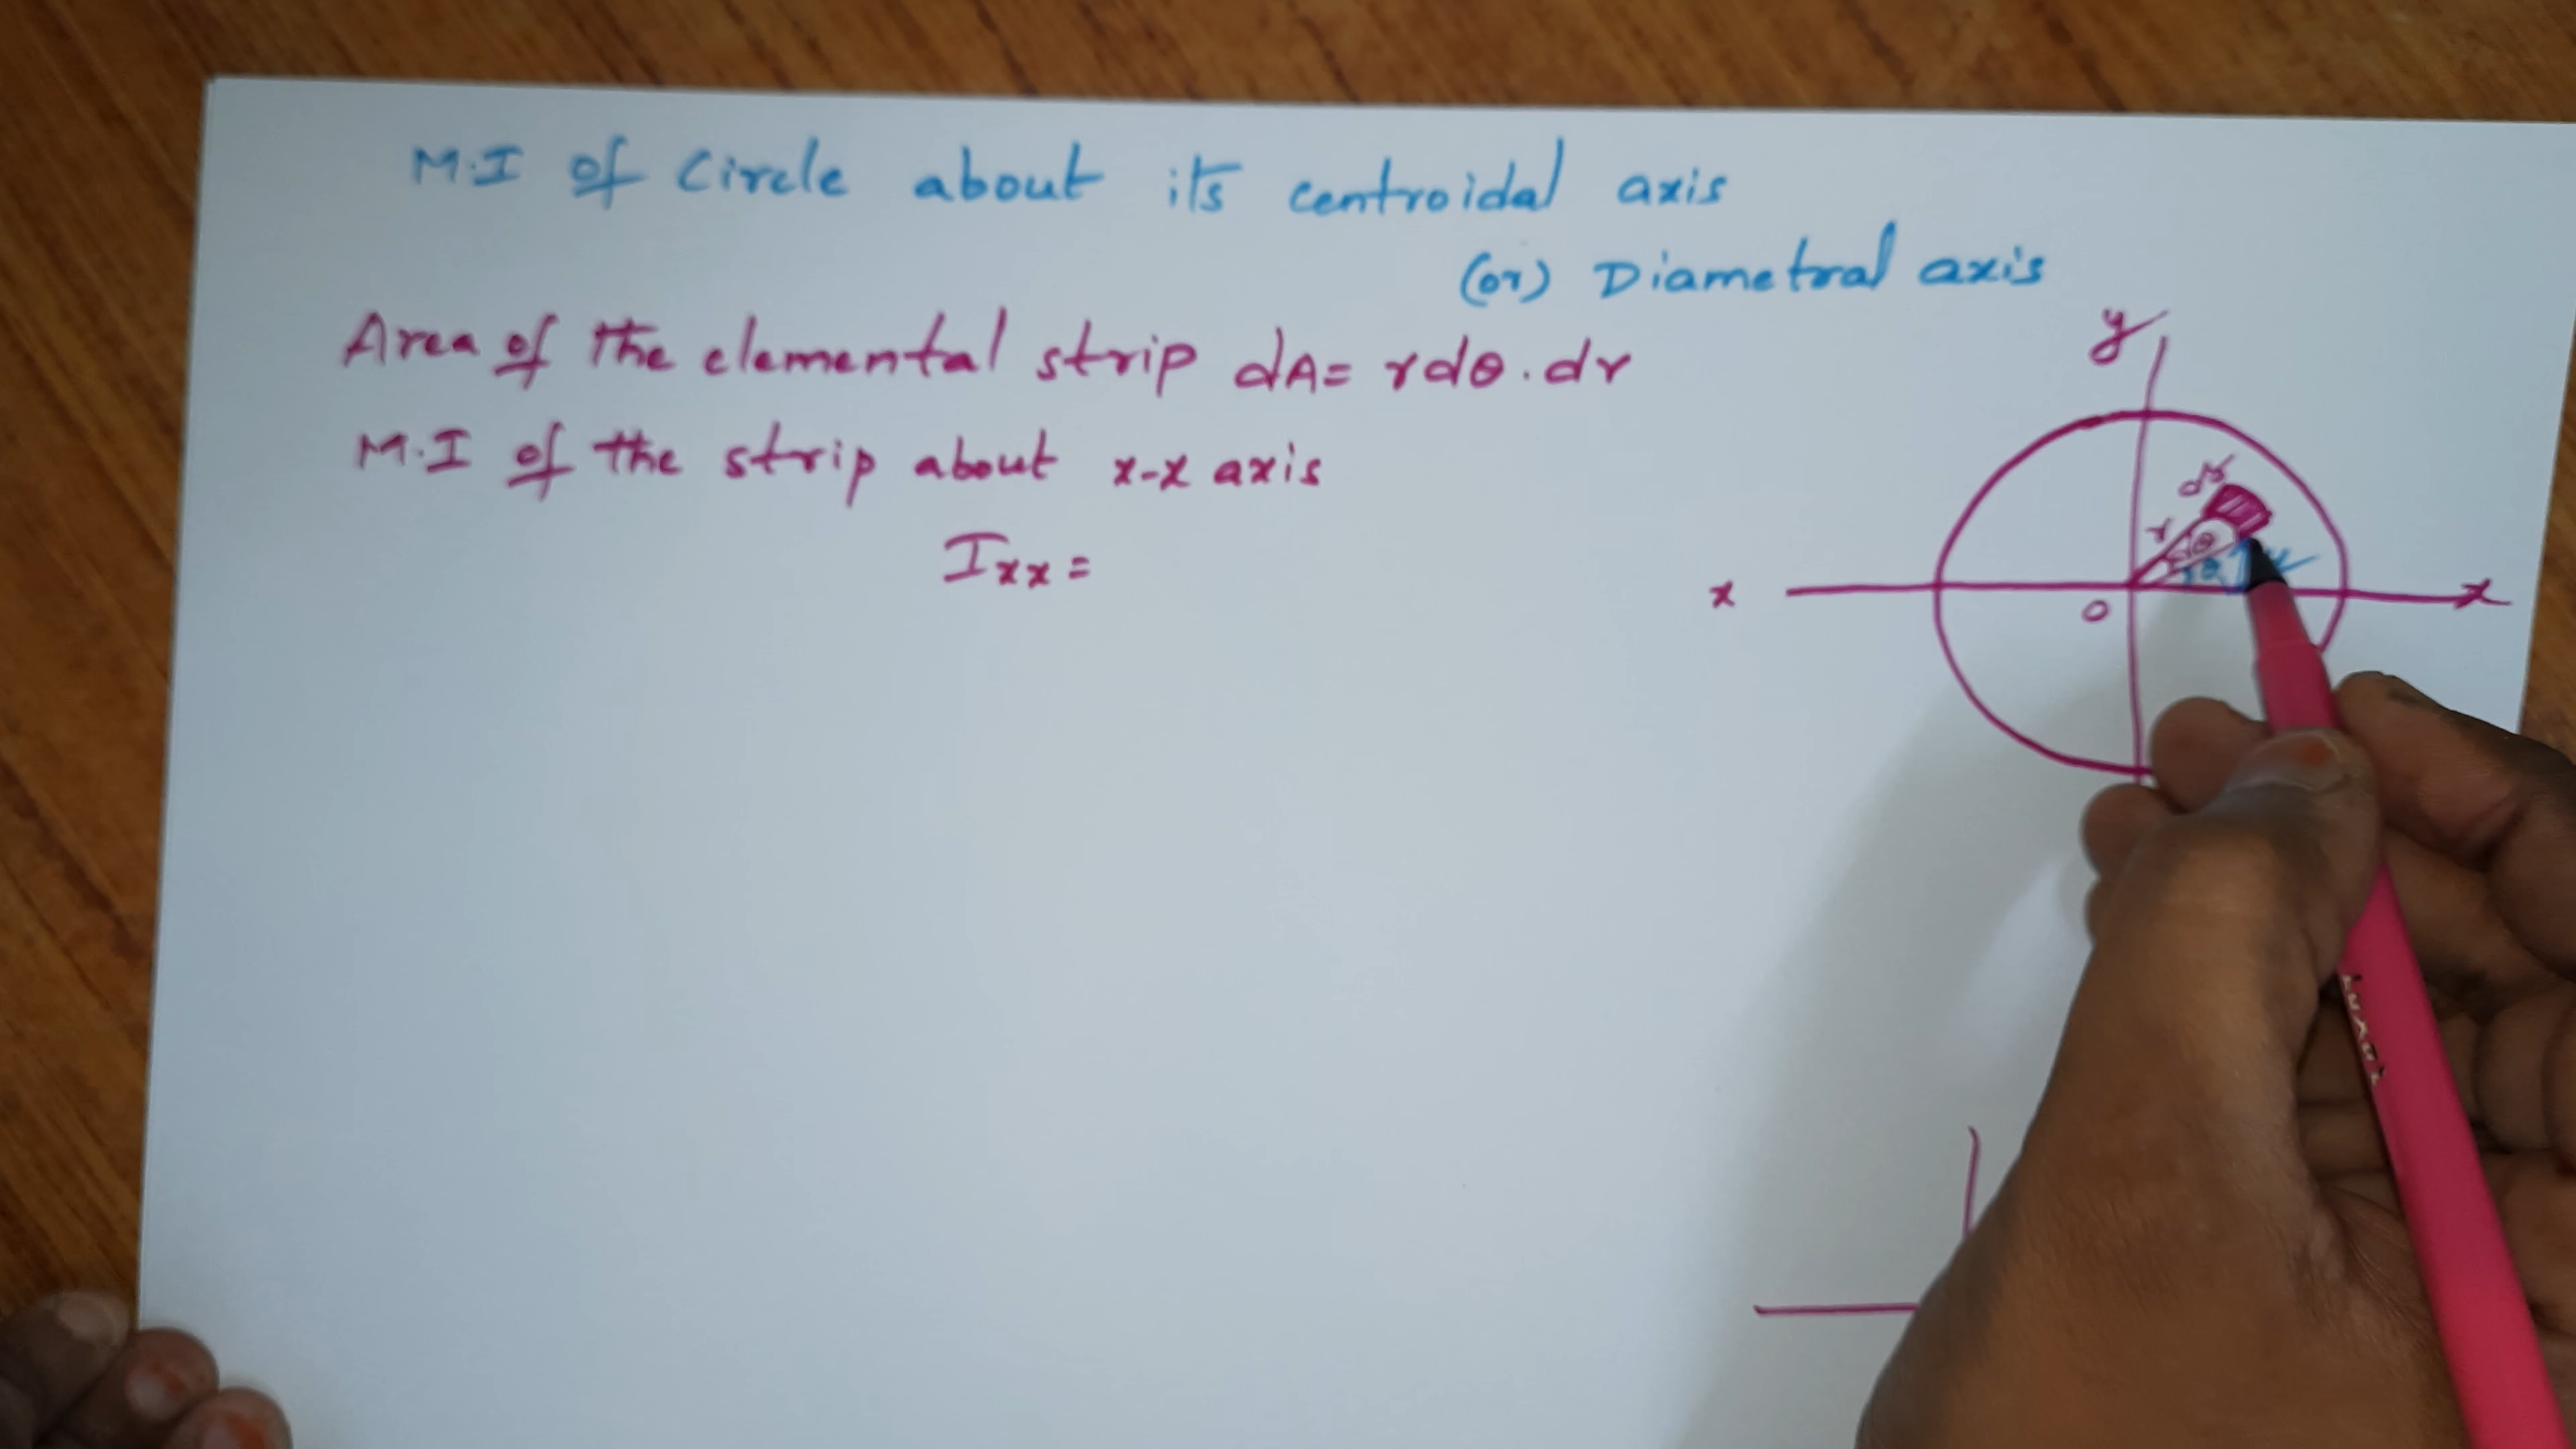 M.I of Circle about its centroidal axis
(or) Diametral axis
Area of the elemental strip dA= rdθ.dr
M.I of the strip about x-x axis
Ixx =
y
dr
r
dθ
θ
y
x
x
O